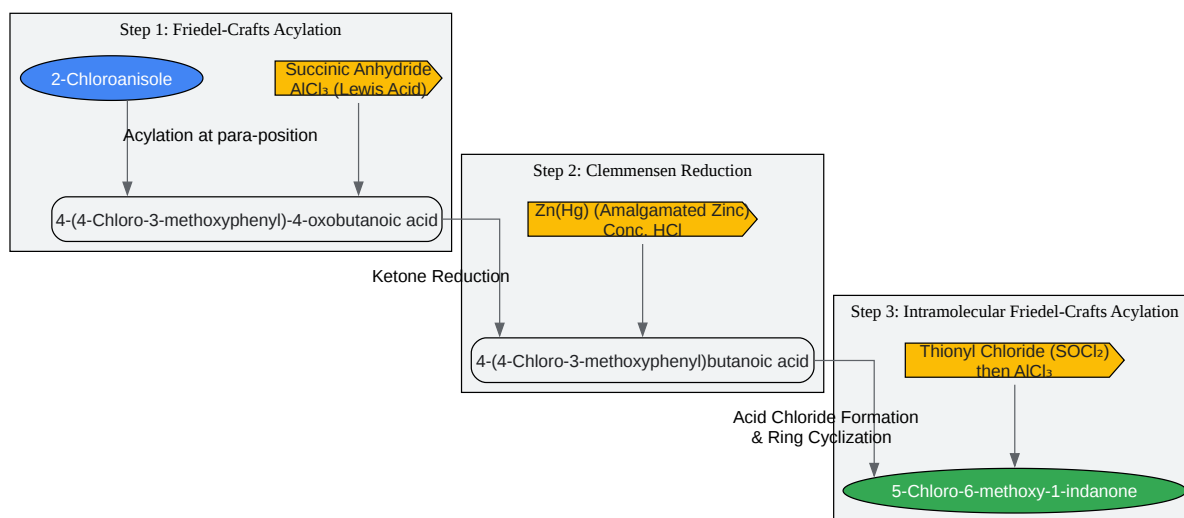 Step 1: Friedel-Crafts Acylation
2-Chloroanisole
Succinic Anhydride
AlCl₃ (Lewis Acid)
Acylation at para-position
4-(4-Chloro-3-methoxyphenyl)-4-oxobutanoic acid
Step 2: Clemmensen Reduction
Zn(Hg) (Amalgamated Zinc)
Conc. HCl
Ketone Reduction
4-(4-Chloro-3-methoxyphenyl)butanoic acid
Step 3: Intramolecular Friedel-Crafts Acylation
Thionyl Chloride (SOCl₂)
then AlCl₃
Acid Chloride Formation
& Ring Cyclization
5-Chloro-6-methoxy-1-indanone